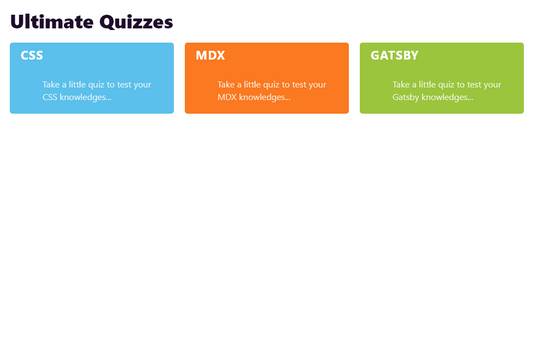 Ultimate Quizzes
CSS
Take a little quiz to test your
CSS knowledges...
MDX
Take a little quiz to test your
MDX knowledges...
GATSBY
Take a little quiz to test your
Gatsby knowledges...